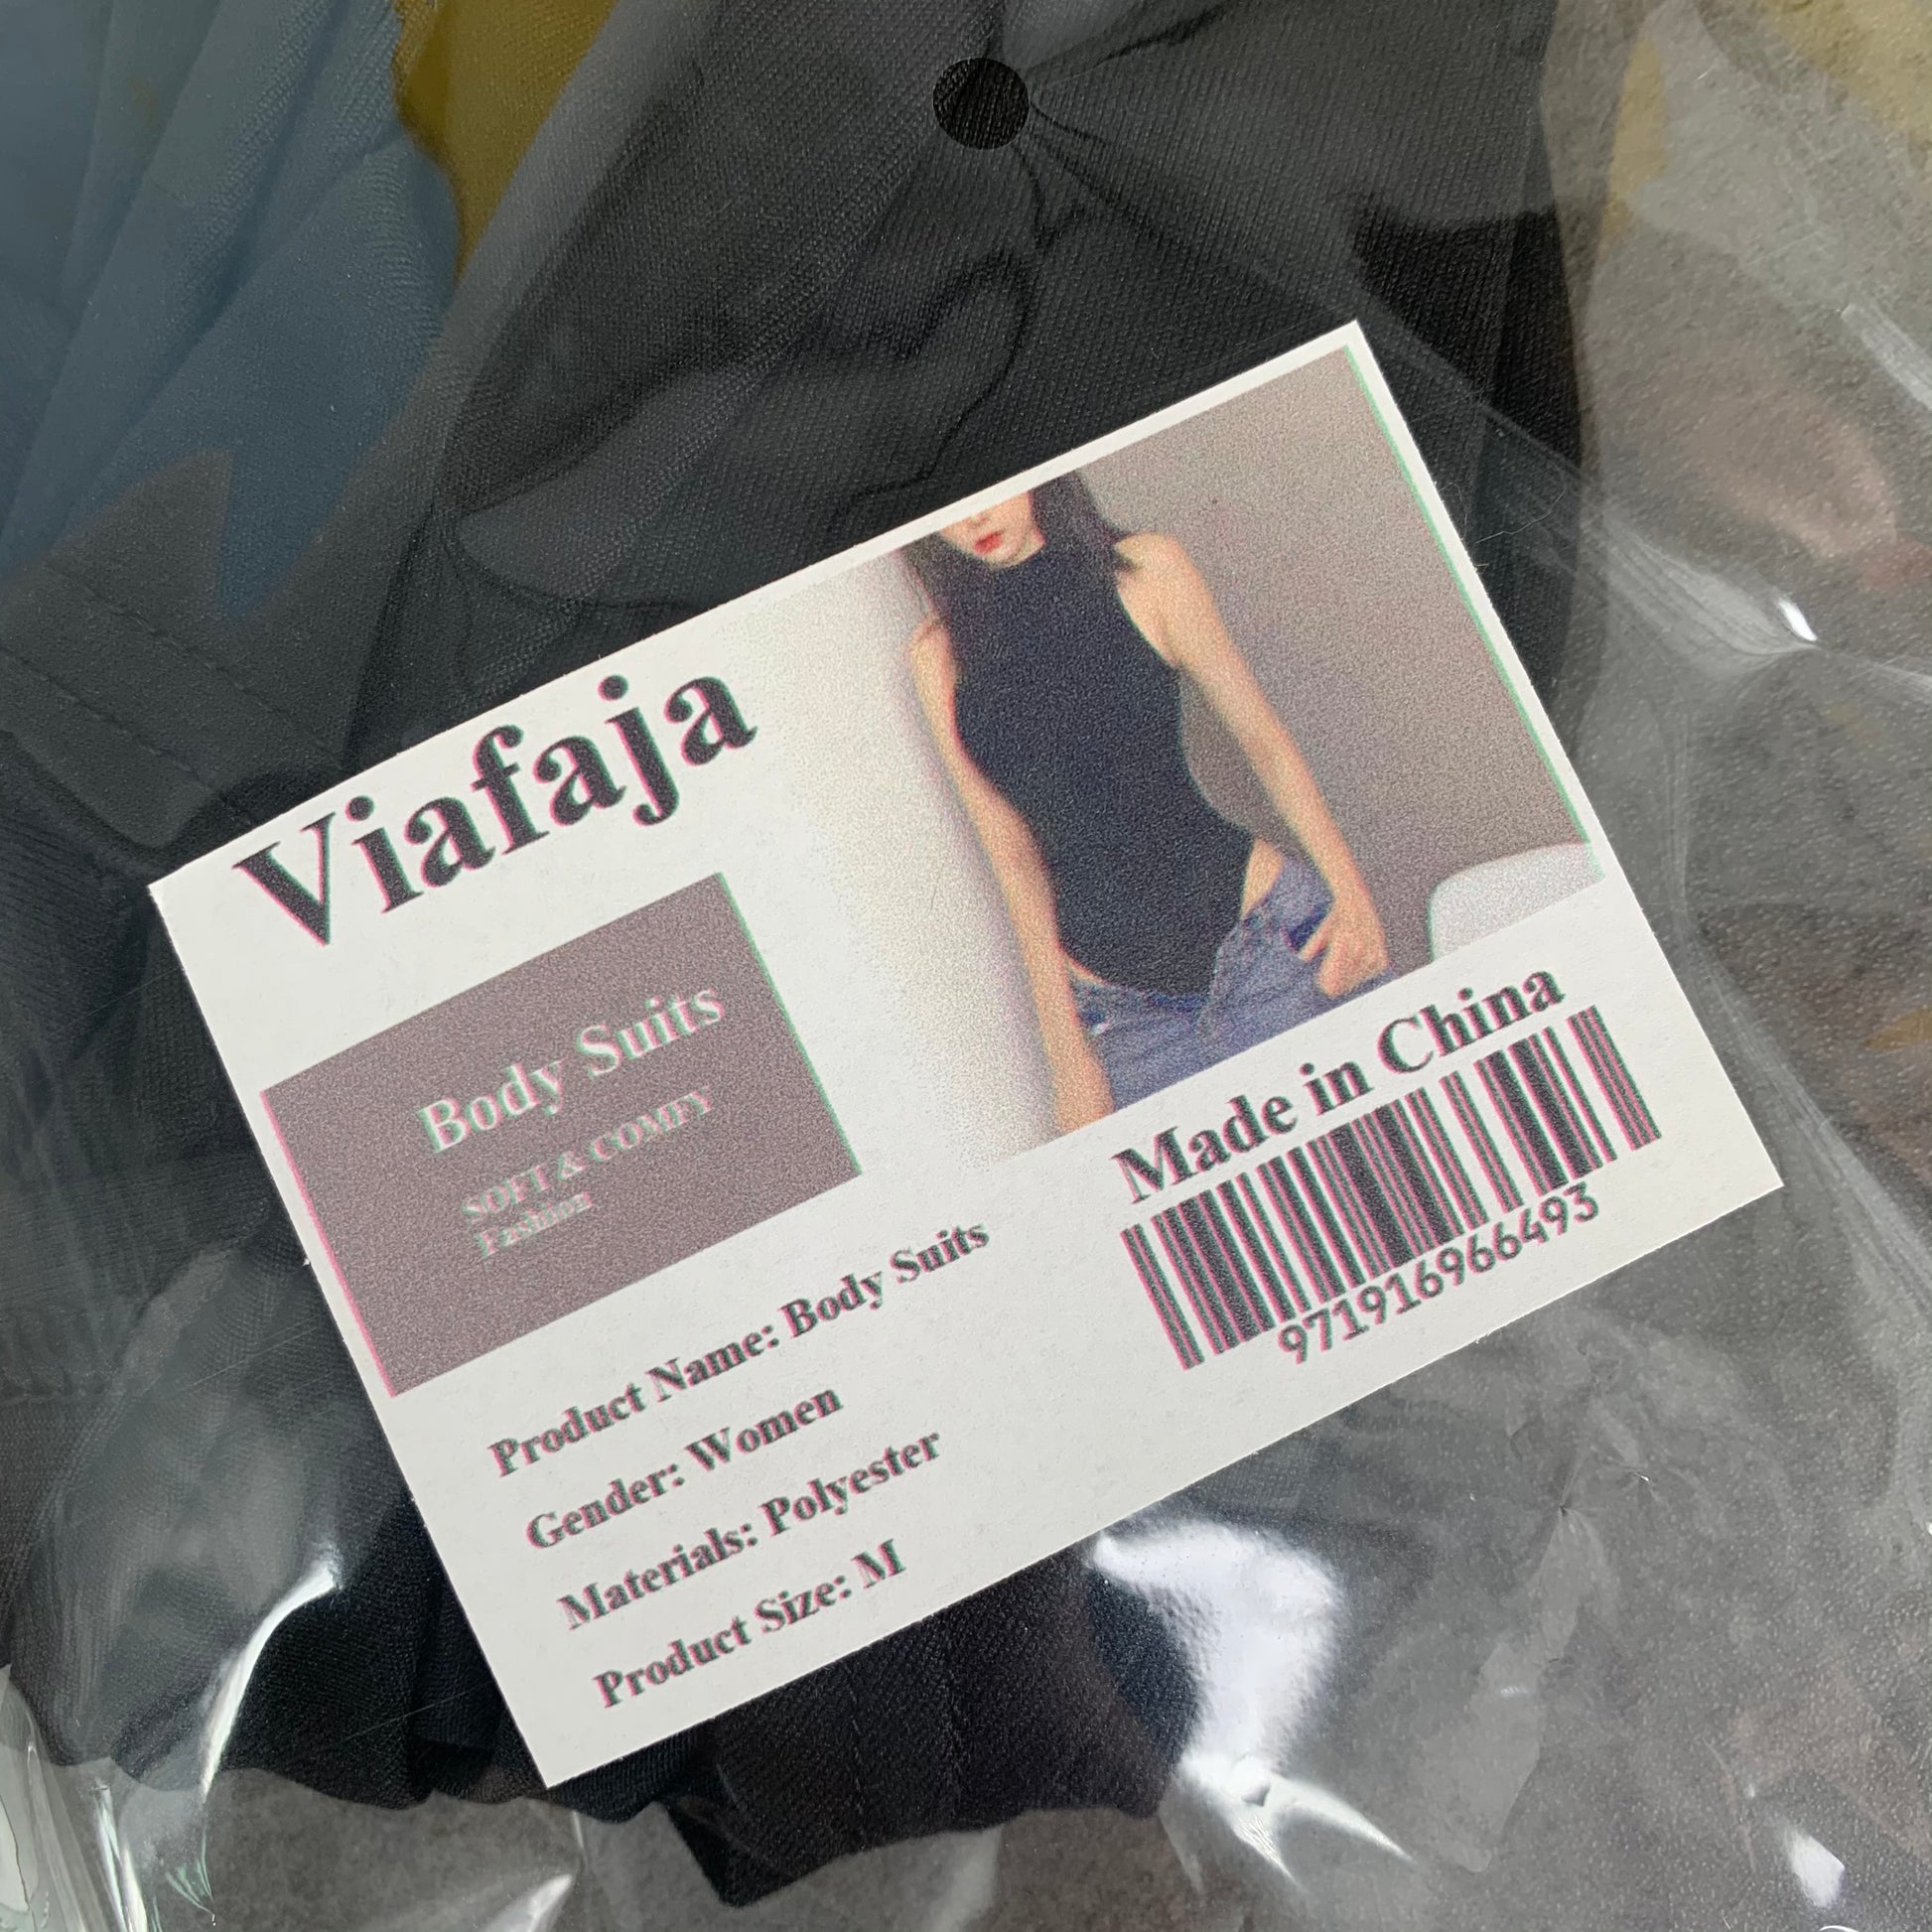 Viafaja
Body Suits
SOFT & COMFY
Fashion
Made in China
9719169666493
Product Name: Body Suits
Gender: Women
Materials: Polyester
Product Size: M